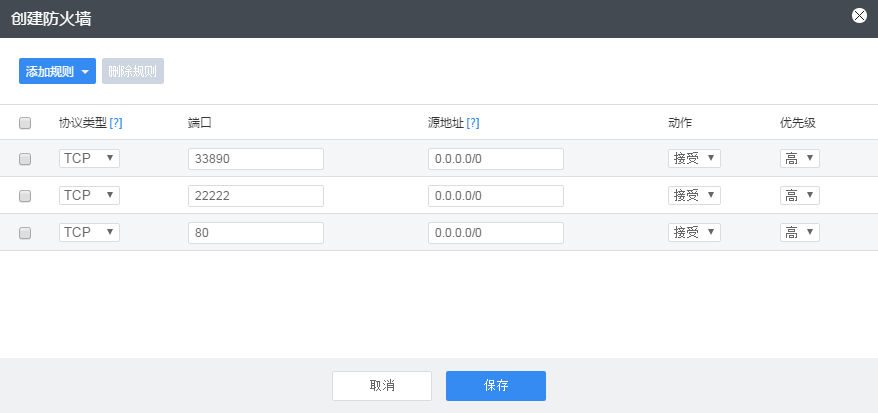 创建防火墙
添加规则 删除规则
协议类型 [?] 端口 源地址 [?] 动作 优先级
TCP 33890 0.0.0.0/0 接受 高
TCP 22222 0.0.0.0/0 接受 高
TCP 80 0.0.0.0/0 接受 高
取消 保存